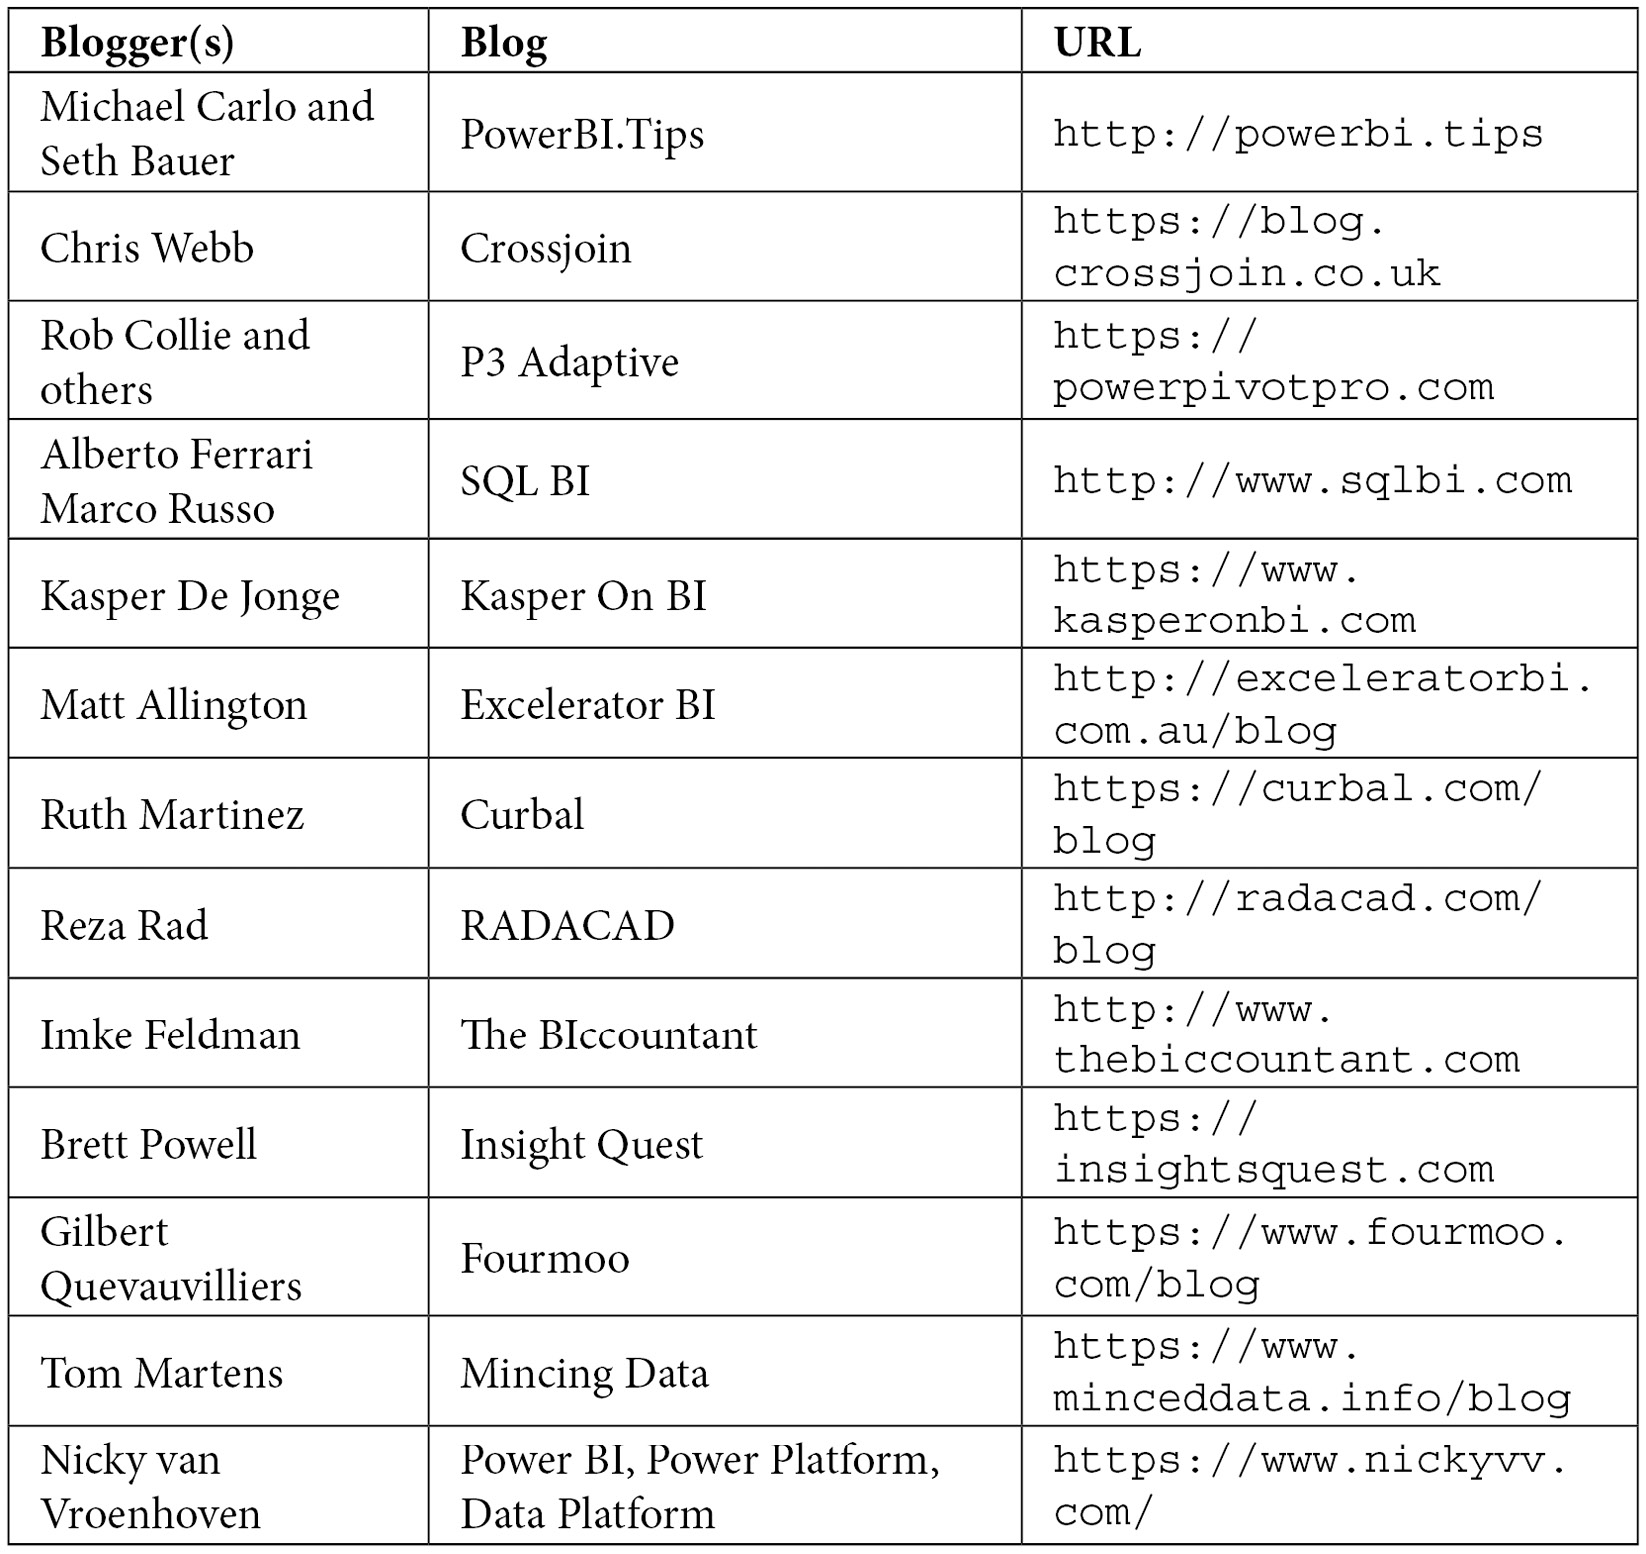 Blogger(s) Blog URL
Michael Carlo and
Seth Bauer
PowerBI.Tips
http://powerbi.tips
Chris Webb
Crossjoin
https://blog.
crossjoin.co.uk
Rob Collie and
others
P3 Adaptive
https://
powerpivotpro.com
Alberto Ferrari
Marco Russo
SQL BI
http://www.sqlbi.com
Kasper De Jonge
Kasper On BI
https://www.
kasperonbi.com
Matt Allington
Excelerator BI
http://exceleratorbi.
com.au/blog
Ruth Martinez
Curbal
https://curbal.com/
blog
Reza Rad
RADACAD
http://radacad.com/
blog
Imke Feldman
The BIccountant
http://www.
thebiccountant.com
Brett Powell
Insight Quest
https://
insightsquest.com
Gilbert
Quevauvilliers
Fourmoo
https://www.fourmoo.
com/blog
Tom Martens
Mincing Data
https://www.
minceddata.info/blog
Nicky van
Vroenhoven
Power BI, Power Platform,
Data Platform
https://www.nickyvv.
com/